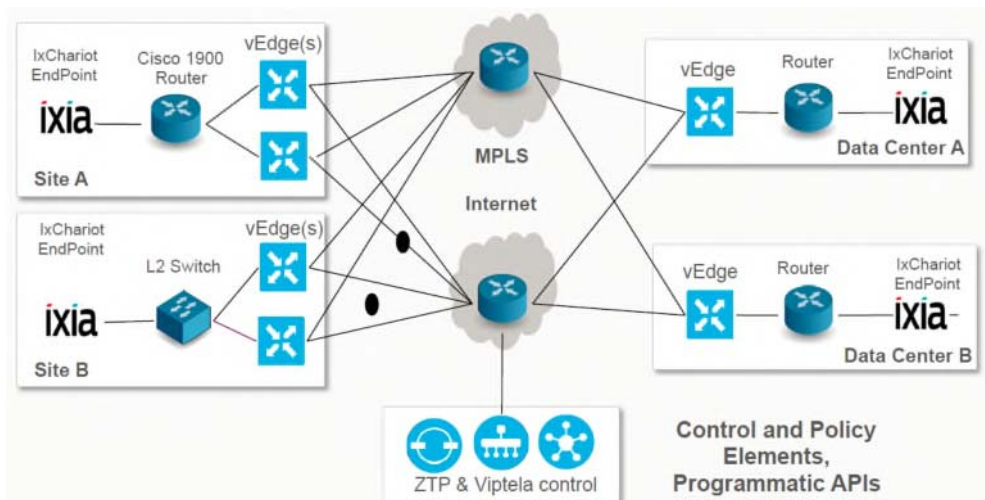 IxChariot
EndPoint
ixia
Cisco 1900
Router
vEdge(s)
Site A
IxChariot
EndPoint
ixia
L2 Switch
vEdge(s)
Site B
MPLS
Internet
vEdge
Router
IxChariot
EndPoint
ixia
Data Center A
vEdge
Router
IxChariot
EndPoint
ixia
Data Center B
ZTP & Viptela control
Control and Policy
Elements,
Programmatic APIs